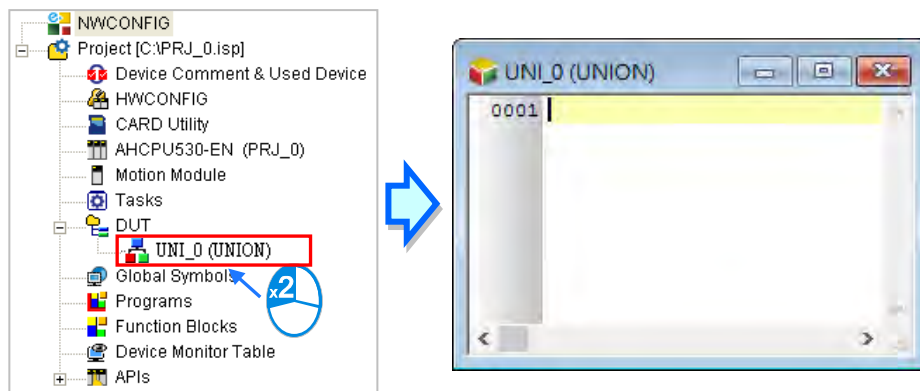 NWCONFIG
Project [C:\PRJ_0.isp]
Device Comment & Used Device
HWCONFIG
CARD Utility
AHCPU530-EN (PRJ_0)
Motion Module
Tasks
DUT
UNI_0 (UNION)
Global Symbols
x2
Programs
Function Blocks
Device Monitor Table
APIs
UNI_0 (UNION)
0001